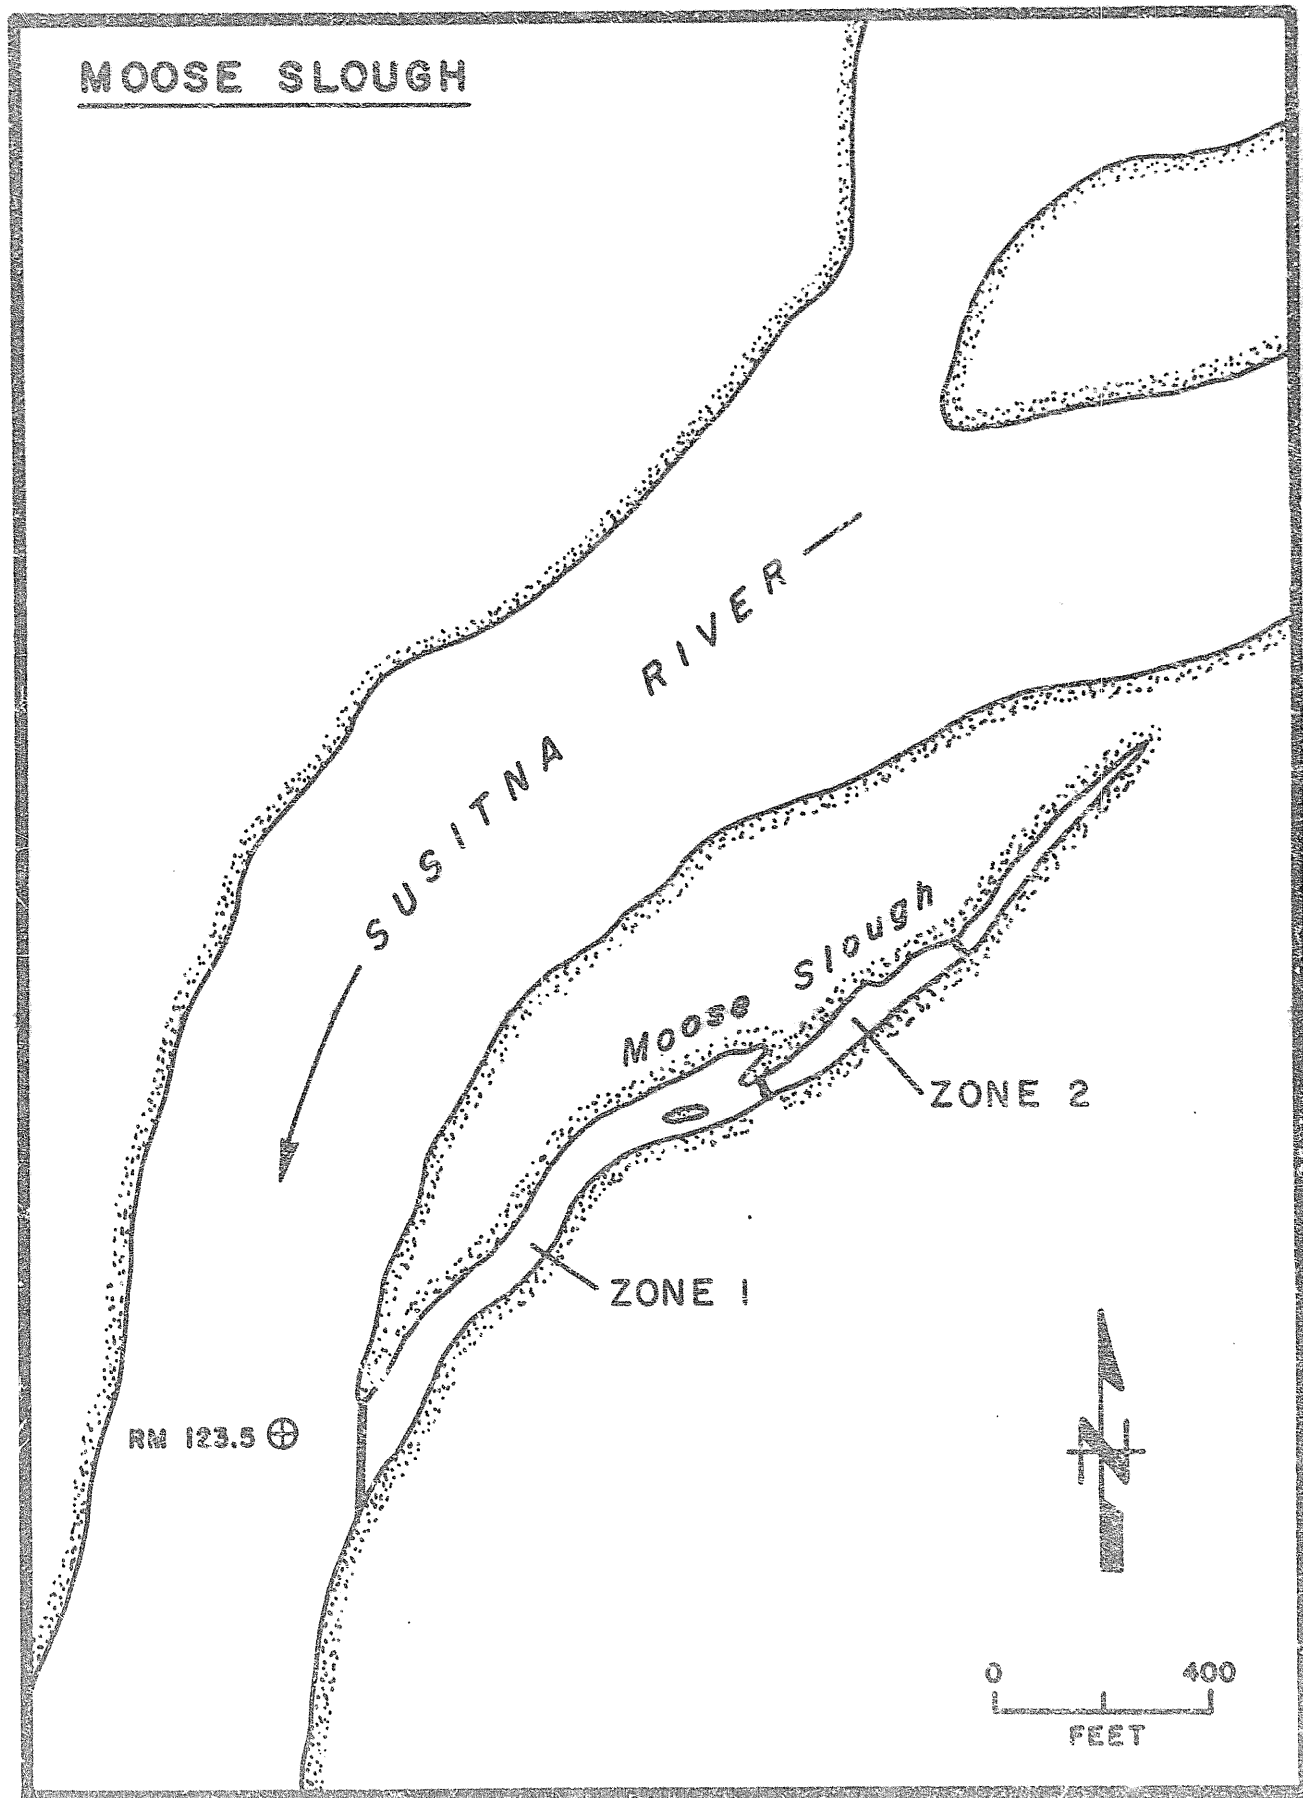 MOOSE SLOUGH
SUSITNA RIVER
Moose Slough
ZONE 2
ZONE 1
RM 123.5
N
0 400
FEET